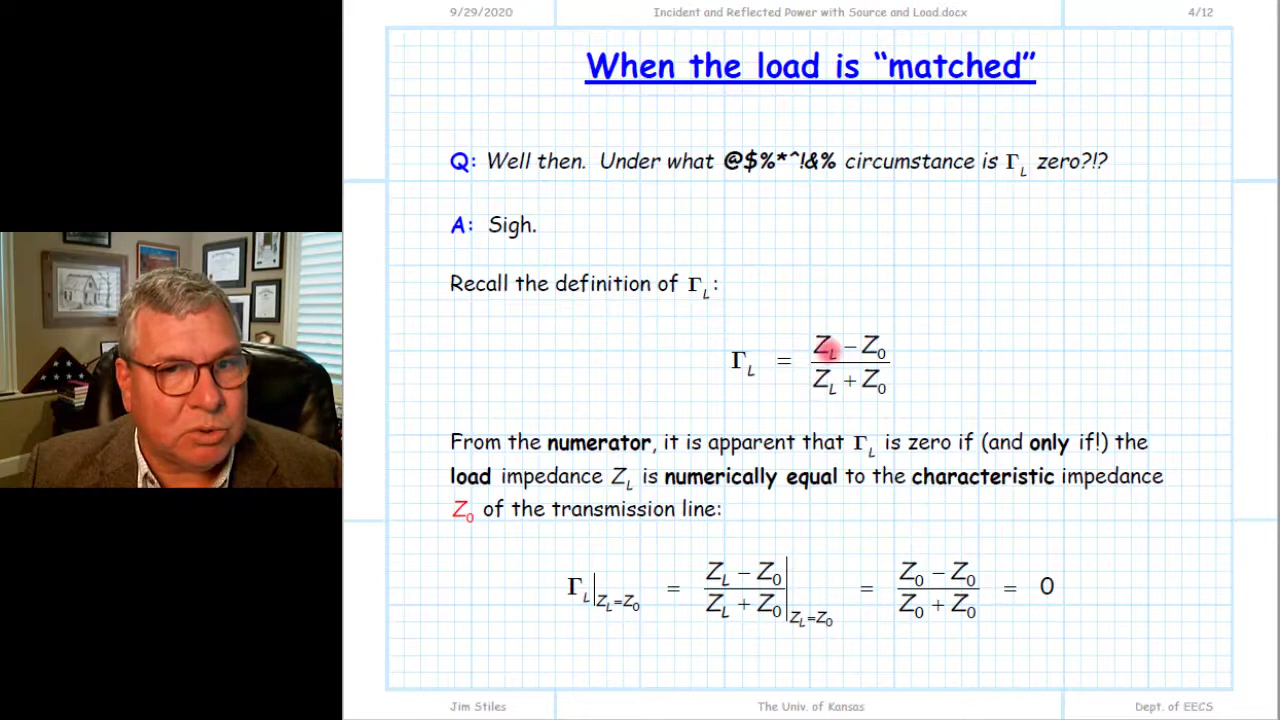 9/29/2020 Incident and Reflected Power with Source and Load.docx 4/12
When the load is “matched”
Q: Well then. Under what @$%*^!&% circumstance is Γ_L zero?!?
A: Sigh.
Recall the definition of Γ_L:
Γ_L = (Z_L − Z_0) / (Z_L + Z_0)
From the numerator, it is apparent that Γ_L is zero if (and only if!) the
load impedance Z_L is numerically equal to the characteristic impedance
Z_0 of the transmission line:
Γ_L|_{Z_L=Z_0} = (Z_L − Z_0) / (Z_L + Z_0)|_{Z_L=Z_0} = (Z_0 − Z_0) / (Z_0 + Z_0) = 0
Jim Stiles The Univ. of Kansas Dept. of EECS